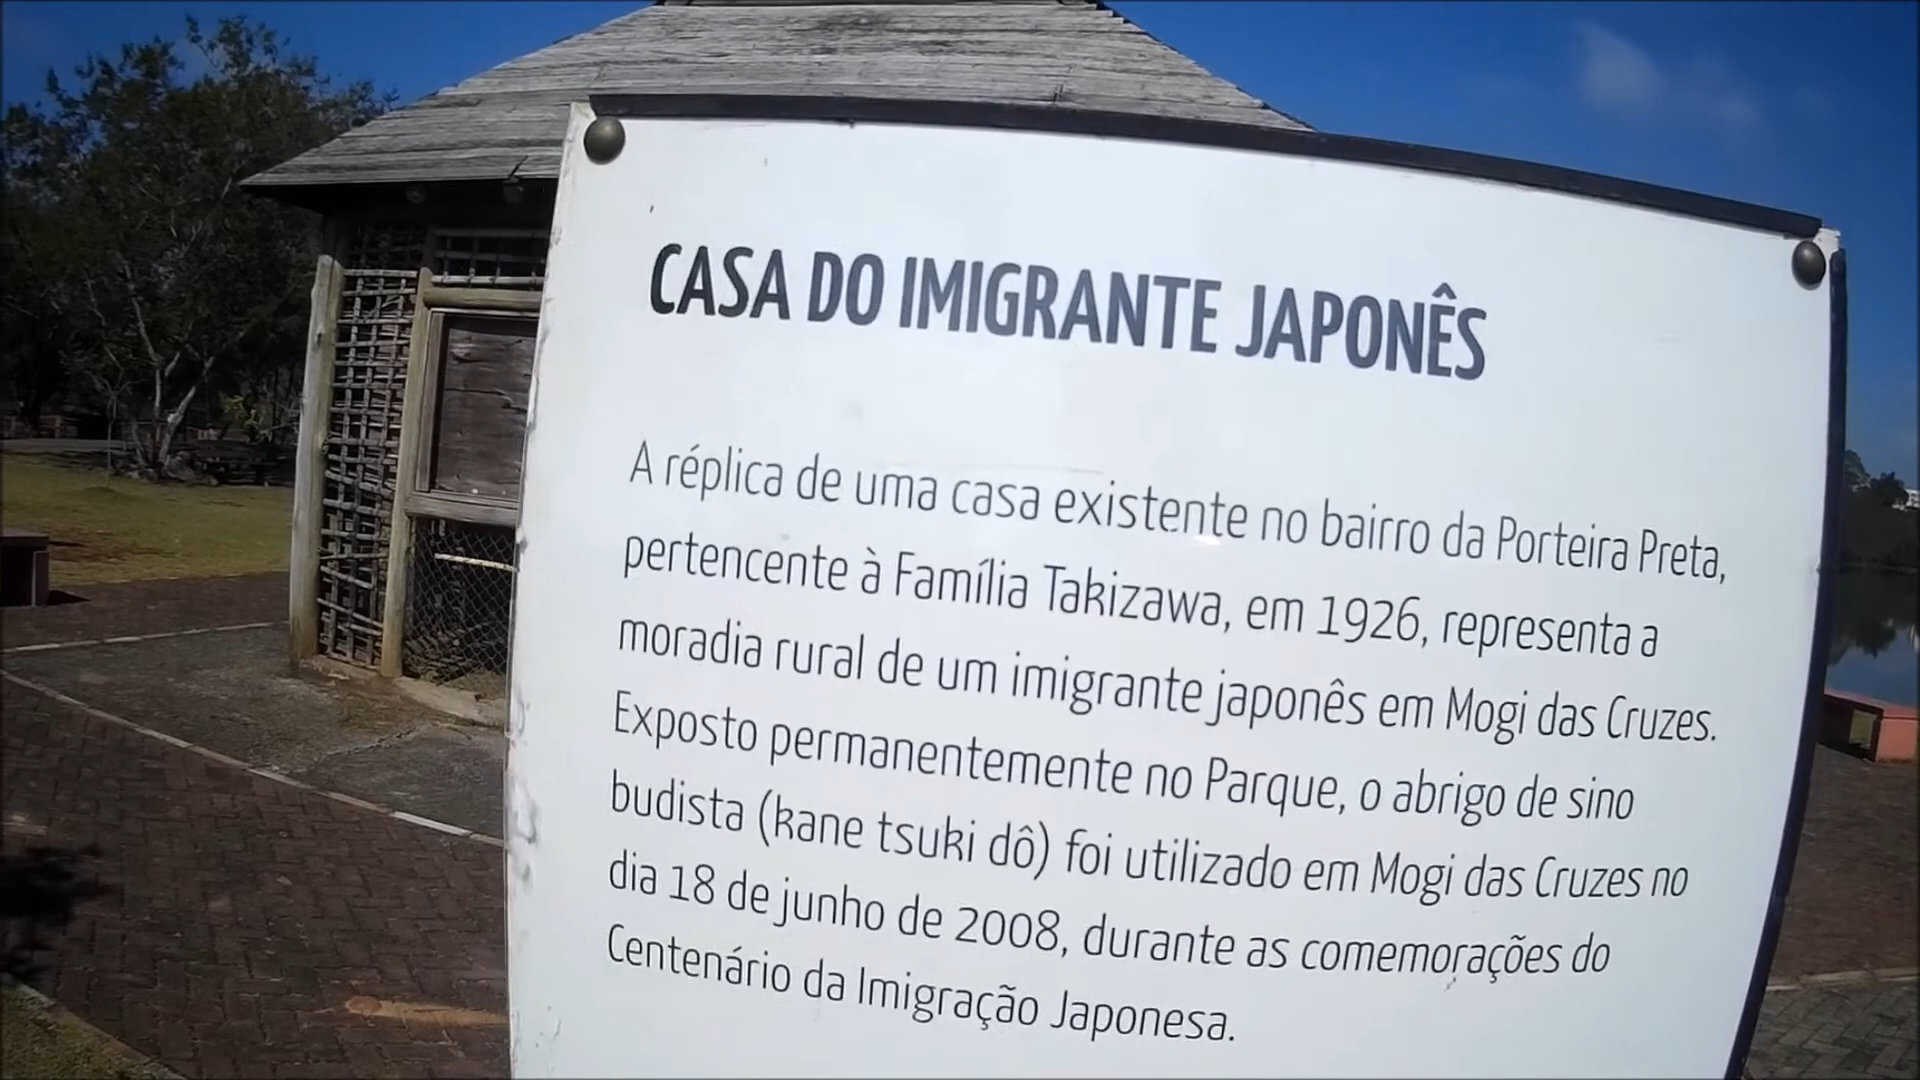 CASA DO IMIGRANTE JAPONÊS
A réplica de uma casa existente no bairro da Porteira Preta,
pertencente à Família Takizawa, em 1926, representa a
moradia rural de um imigrante japonês em Mogi das Cruzes.
Exposto permanentemente no Parque, o abrigo de sino
budista (kane tsuki dô) foi utilizado em Mogi das Cruzes no
dia 18 de junho de 2008, durante as comemorações do
Centenário da Imigração Japonesa.